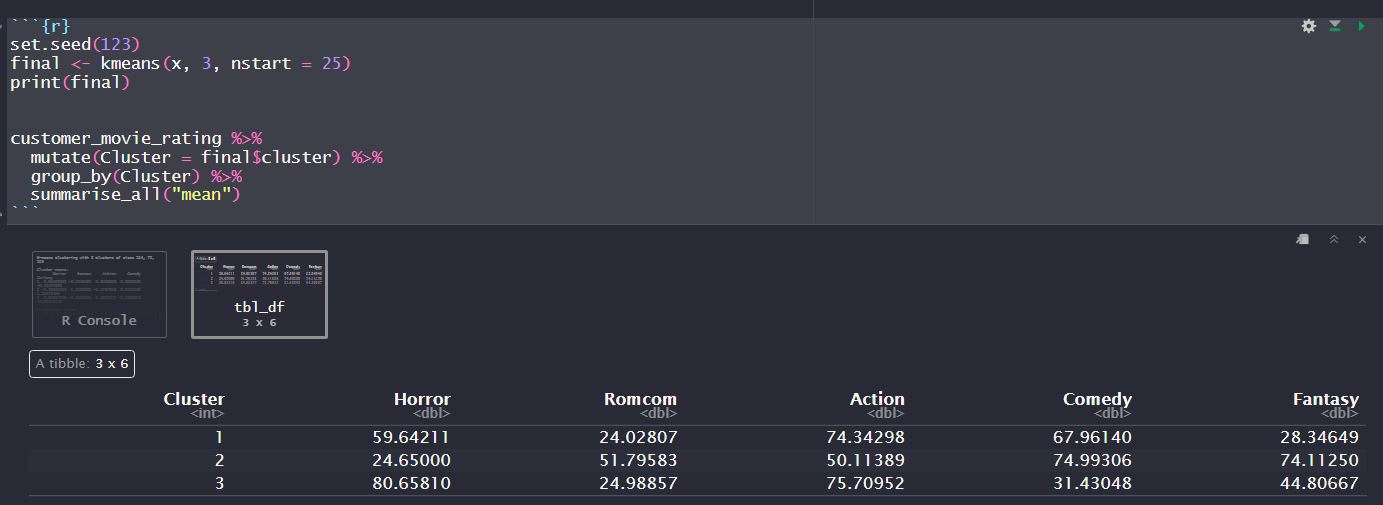 ```{r}
set.seed(123)
final <- kmeans(x, 3, nstart = 25)
print(final)
customer_movie_rating %>%
  mutate(Cluster = final$cluster) %>%
  group_by(Cluster) %>%
  summarise_all("mean")
```
R Console
tbl_df
3 x 6
A tibble: 3 x 6
Cluster Horror Romcom Action Comedy Fantasy
<int> <dbl> <dbl> <dbl> <dbl> <dbl>
1 59.64211 24.02807 74.34298 67.96140 28.34649
2 24.65000 51.79583 50.11389 74.99306 74.11250
3 80.65810 24.98857 75.70952 31.43048 44.80667